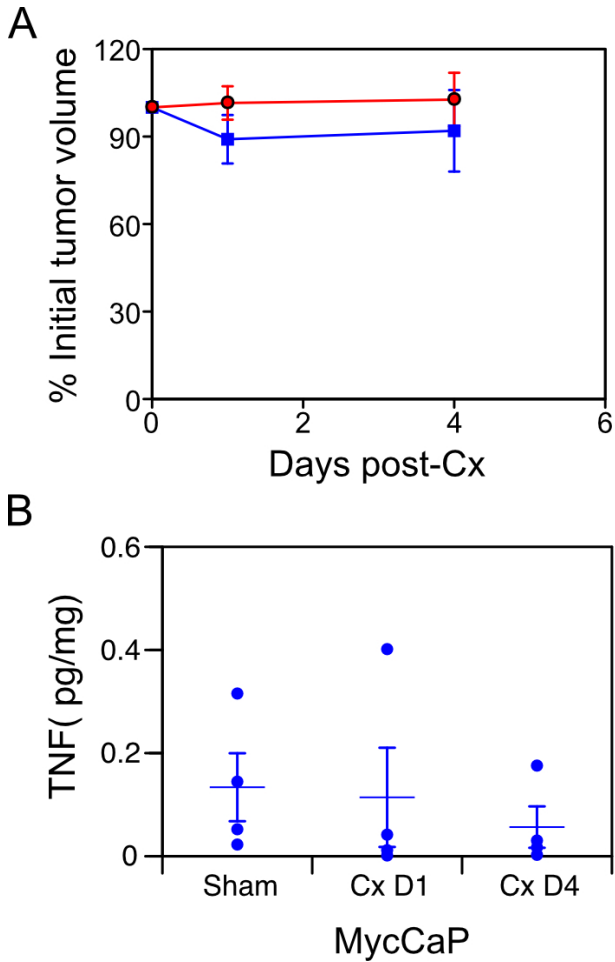 A
% Initial tumor volume
120
90
60
30
0
0 2 4 6
Days post-Cx
B
TNF( pg/mg)
0.6
0.4
0.2
0
Sham Cx D1 Cx D4
MycCaP